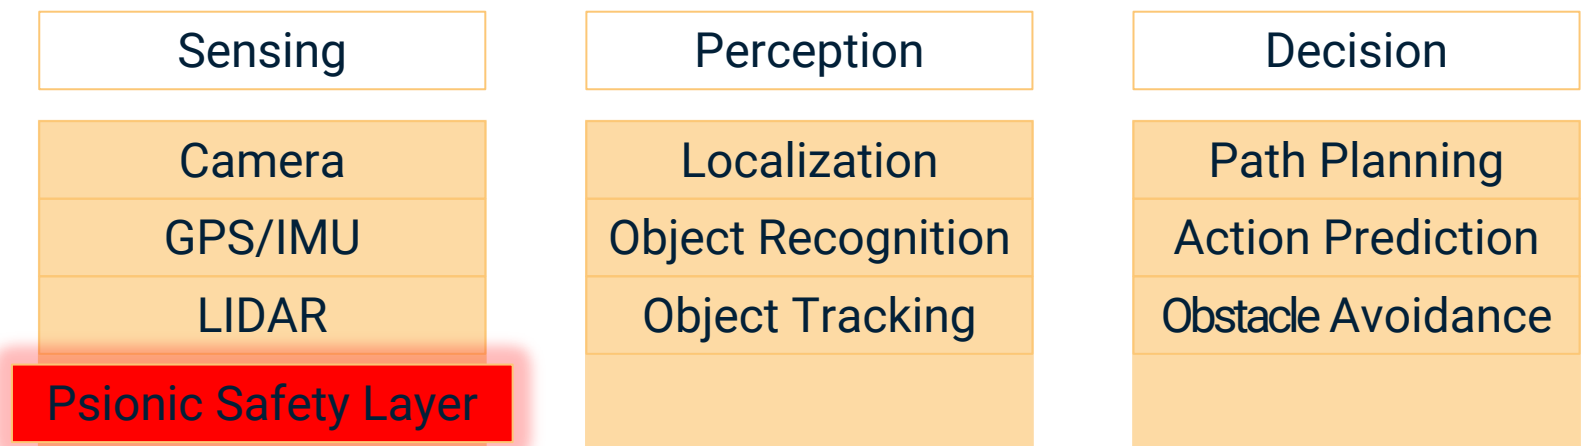 Sensing
Perception
Decision
Camera
Localization
Path Planning
GPS/IMU
Object Recognition
Action Prediction
LIDAR
Object Tracking
Obstacle Avoidance
Psionic Safety Layer